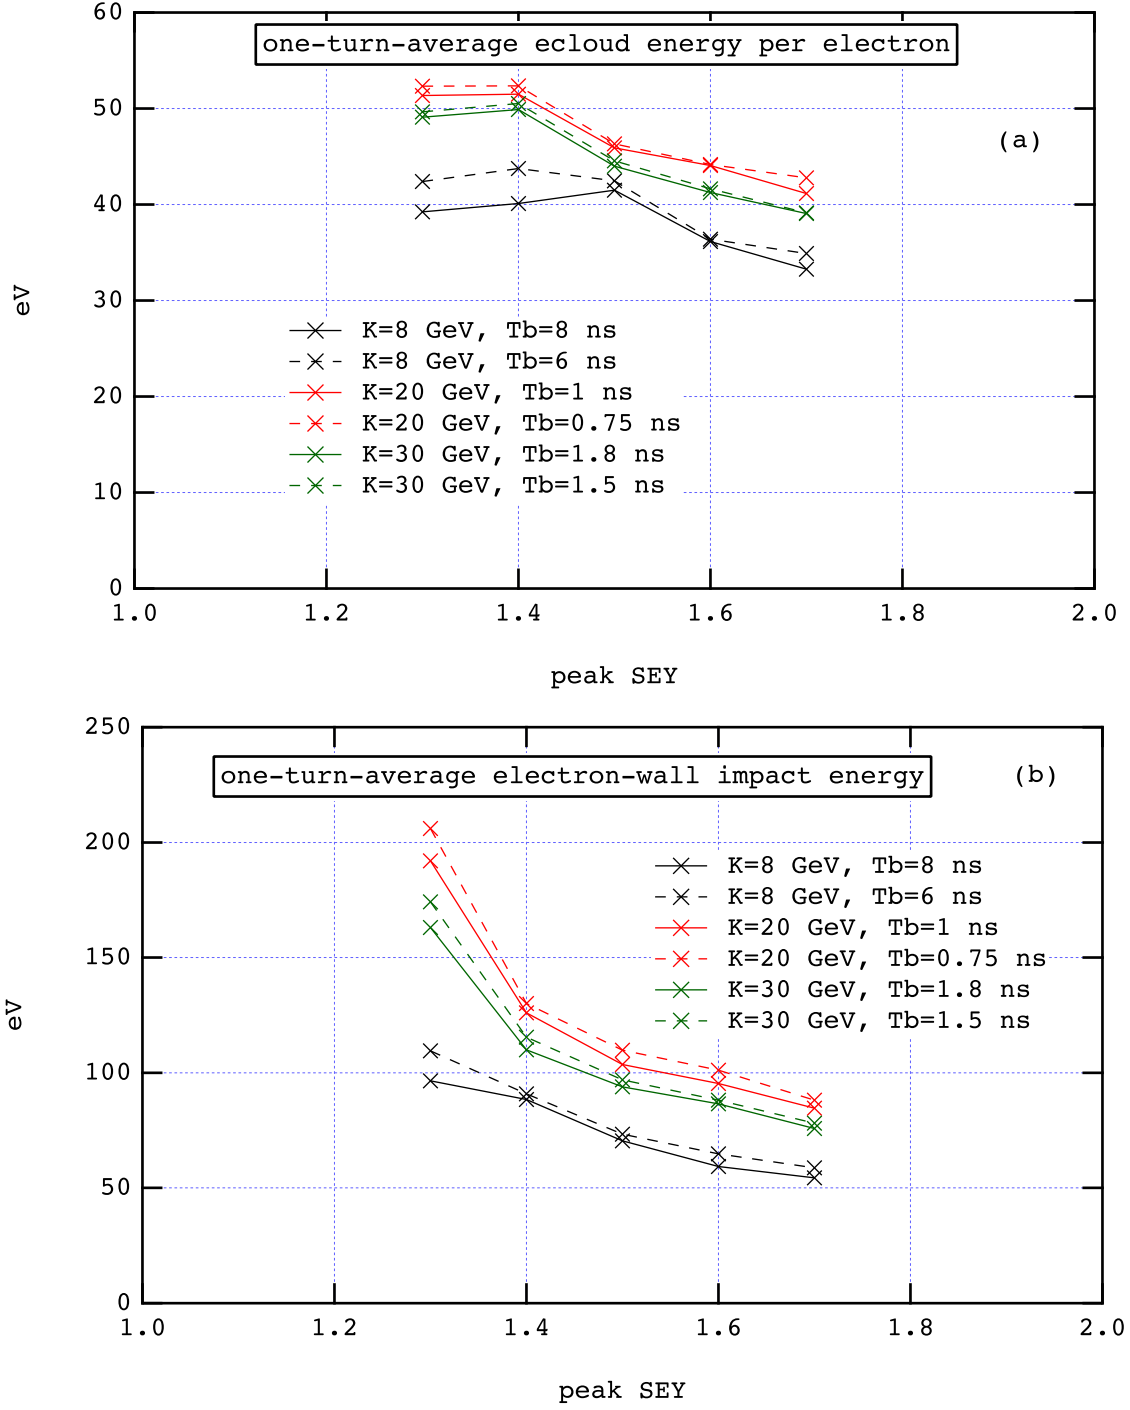 60
one-turn-average ecloud energy per electron
50
(a)
40
eV
30
K=8 GeV, Tb=8 ns
K=8 GeV, Tb=6 ns
20
K=20 GeV, Tb=1 ns
K=20 GeV, Tb=0.75 ns
K=30 GeV, Tb=1.8 ns
K=30 GeV, Tb=1.5 ns
10
0
1.0 1.2 1.4 1.6 1.8 2.0
peak SEY
250
one-turn-average electron-wall impact energy
(b)
200
K=8 GeV, Tb=8 ns
K=8 GeV, Tb=6 ns
K=20 GeV, Tb=1 ns
150
K=20 GeV, Tb=0.75 ns
K=30 GeV, Tb=1.8 ns
eV
K=30 GeV, Tb=1.5 ns
100
50
0
1.0 1.2 1.4 1.6 1.8 2.0
peak SEY